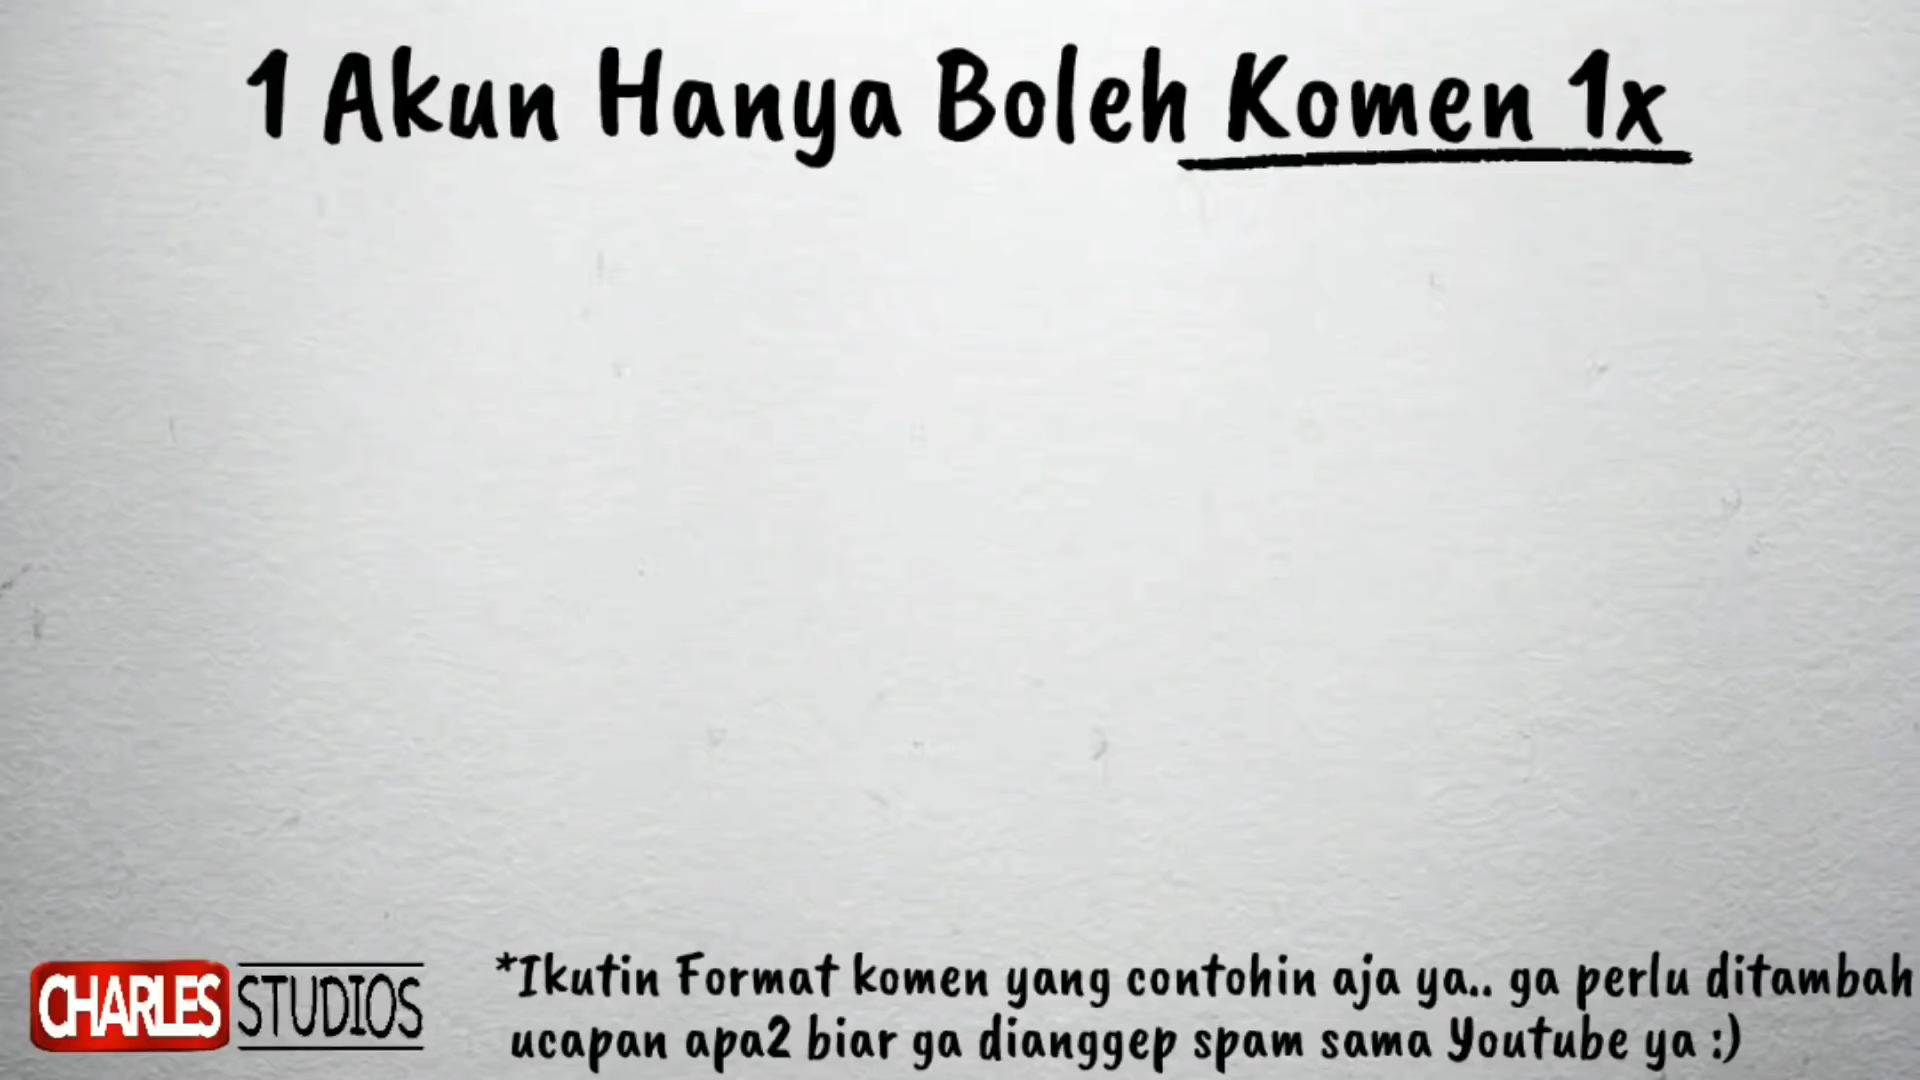 1 Akun Hanya Boleh Komen 1x
*Ikutin Format komen yang contohin aja ya.. ga perlu ditambah
ucapan apa2 biar ga dianggep spam sama Youtube ya :)
CHARLES STUDIOS